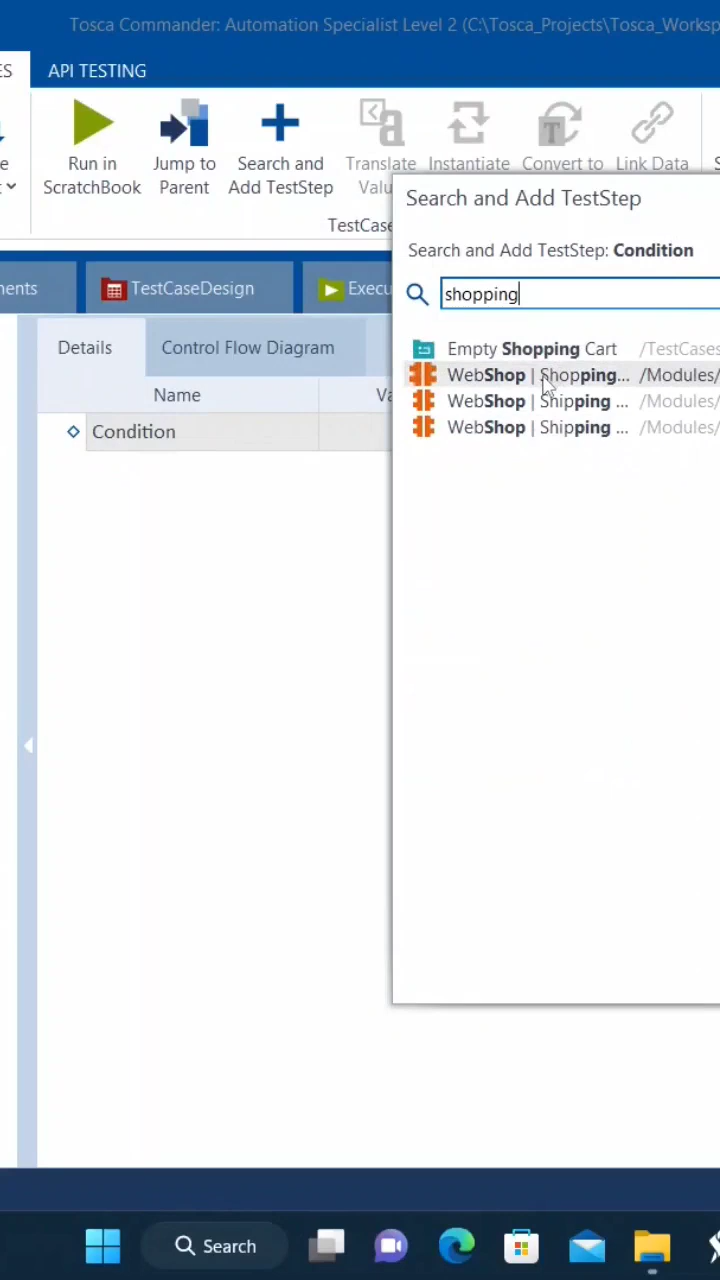 Tosca Commander: Automation Specialist Level 2 (C:\Tosca_Projects\Tosca_Worksp
ES
API TESTING
Run in ScratchBook
Jump to Parent
Search and Add TestStep
Translate Valu
Instantiate
Convert to
Link Data
TestCase
Search and Add TestStep
Search and Add TestStep: Condition
shopping
nents
TestCaseDesign
Execu
Details
Control Flow Diagram
Name
Va
Condition
Empty Shopping Cart /TestCases
WebShop | Shopping... /Modules/
WebShop | Shipping ... /Modules/
WebShop | Shipping ... /Modules/
Search